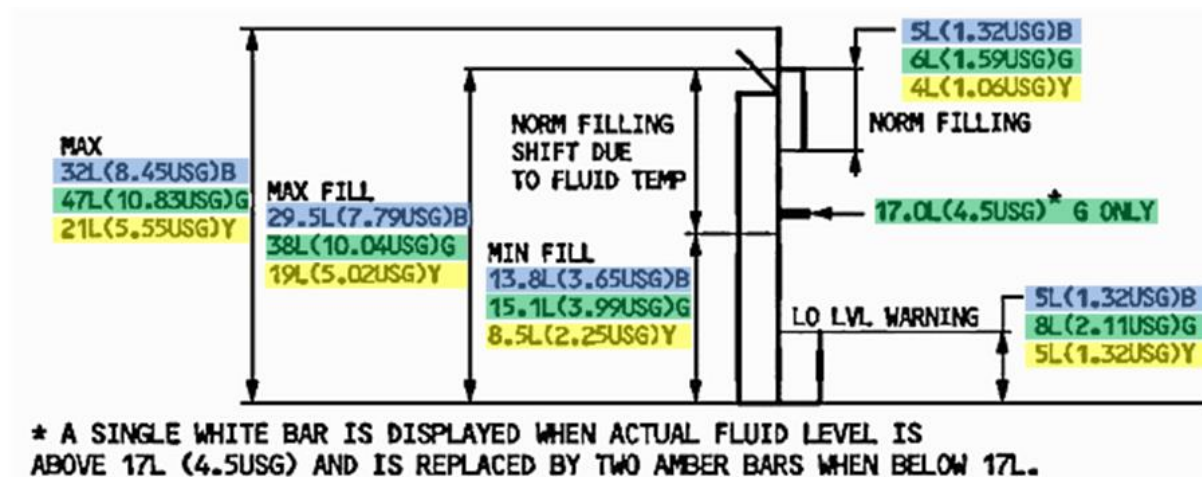 MAX
32L(8.45USG)B
47L(10.83USG)G
21L(5.55USG)Y
MAX FILL
29.5L(7.79USG)B
38L(10.04USG)G
19L(5.02USG)Y
NORM FILLING
SHIFT DUE
TO FLUID TEMP
MIN FILL
13.8L(3.65USG)B
15.1L(3.99USG)G
8.5L(2.25USG)Y
5L(1.32USG)B
6L(1.59USG)G
4L(1.06USG)Y
NORM FILLING
17.0L(4.5USG)* G ONLY
LO LVL WARNING
5L(1.32USG)B
8L(2.11USG)G
5L(1.32USG)Y
* A SINGLE WHITE BAR IS DISPLAYED WHEN ACTUAL FLUID LEVEL IS
ABOVE 17L (4.5USG) AND IS REPLACED BY TWO AMBER BARS WHEN BELOW 17L.